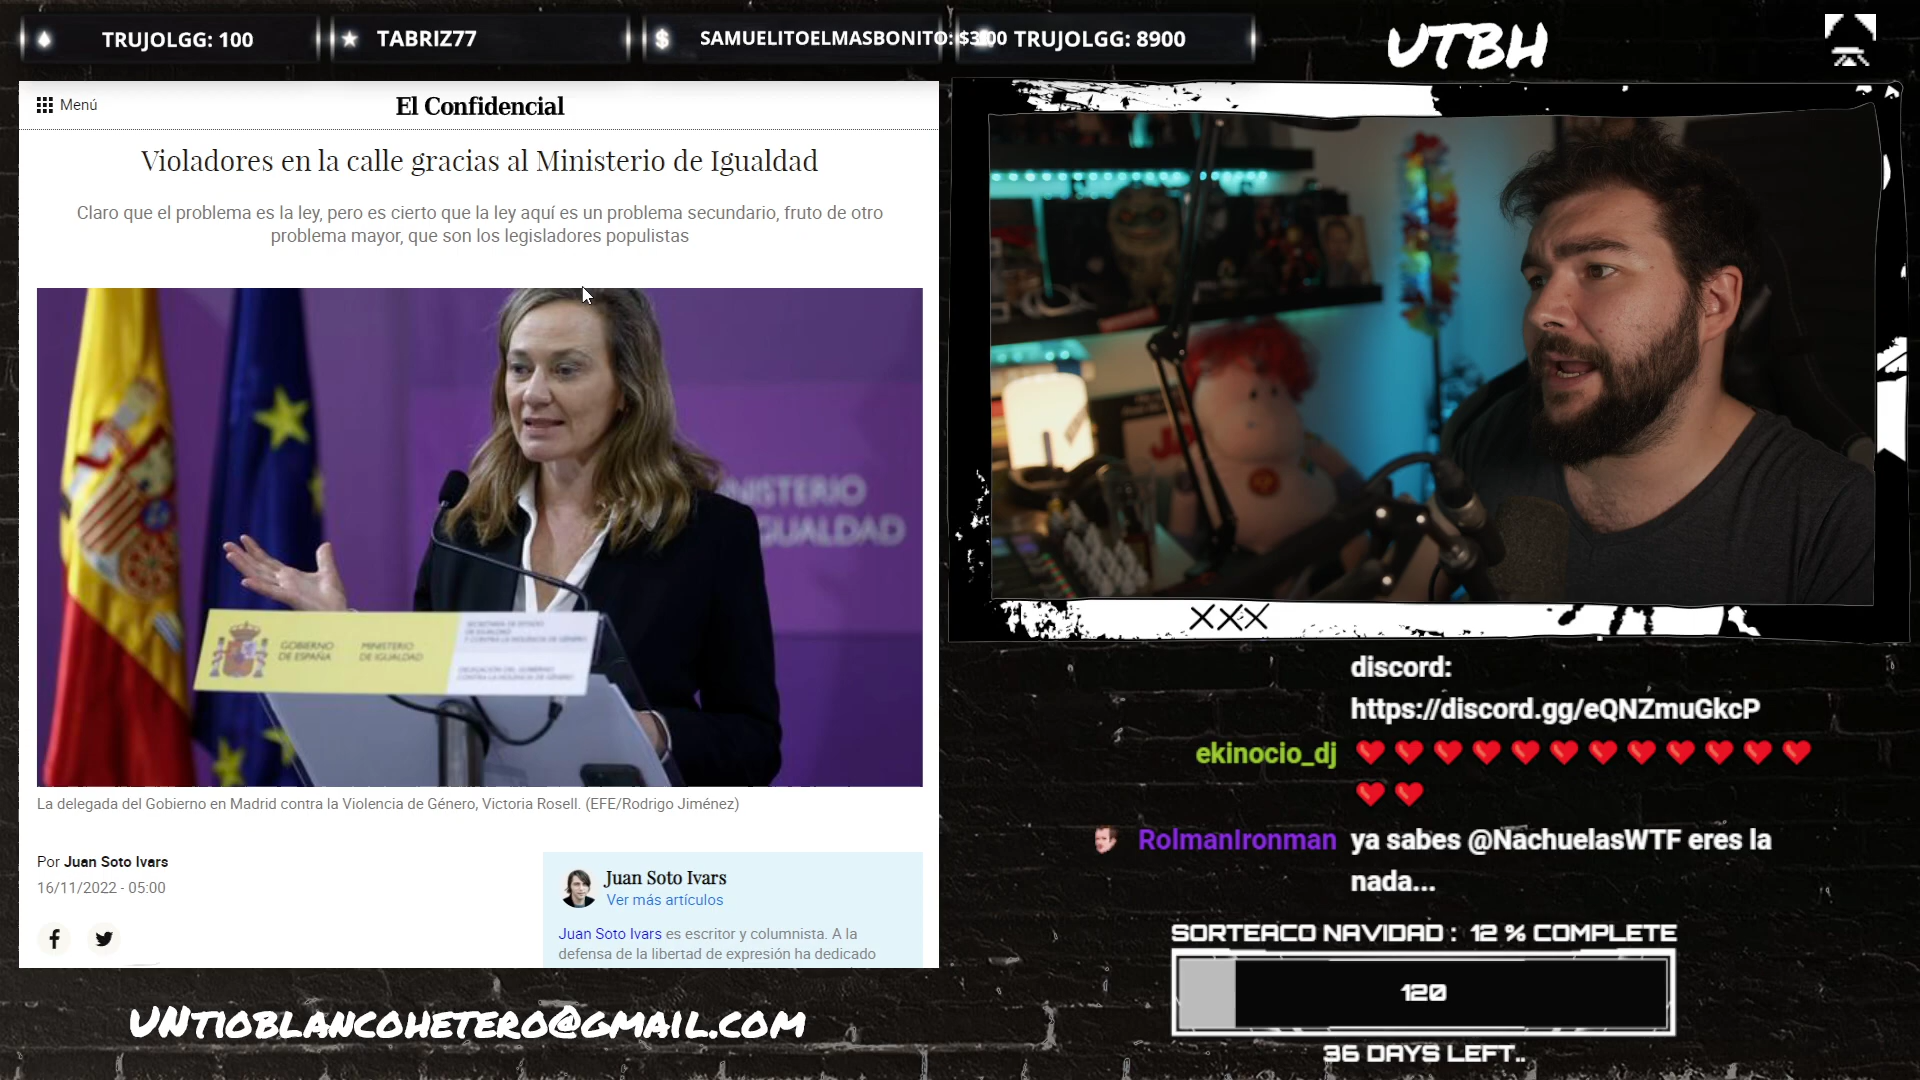 TRUJOLGG: 100
TABRIZ77
SAMUELITOELMASBONITO:
TRUJOLGG: 8900
UTBH
Menú
El Confidencial
Violadores en la calle gracias al Ministerio de Igualdad
Claro que el problema es la ley, pero es cierto que la ley aquí es un problema secundario, fruto de otro
problema mayor, que son los legisladores populistas
MINISTERIO
IGUALDAD
GOBIERNO
DE ESPAÑA
MINISTERIO
DE IGUALDAD
La delegada del Gobierno en Madrid contra la Violencia de Género, Victoria Rosell. (EFE/Rodrigo Jiménez)
Por Juan Soto Ivars
16/11/2022 - 05:00
Juan Soto Ivars
Ver más artículos
Juan Soto Ivars es escritor y columnista. A la
defensa de la libertad de expresión ha dedicado
XXX
discord:
https://discord.gg/eQNZmuGkcP
ekinocio_dj
RolmanIronman ya sabes @NachuelasWTF eres la
nada...
SORTEACO NAVIDAD : 12 % COMPLETE
120
36 DAYS LEFT..
UNTIOBLANCOHETERO@GMAIL.COM